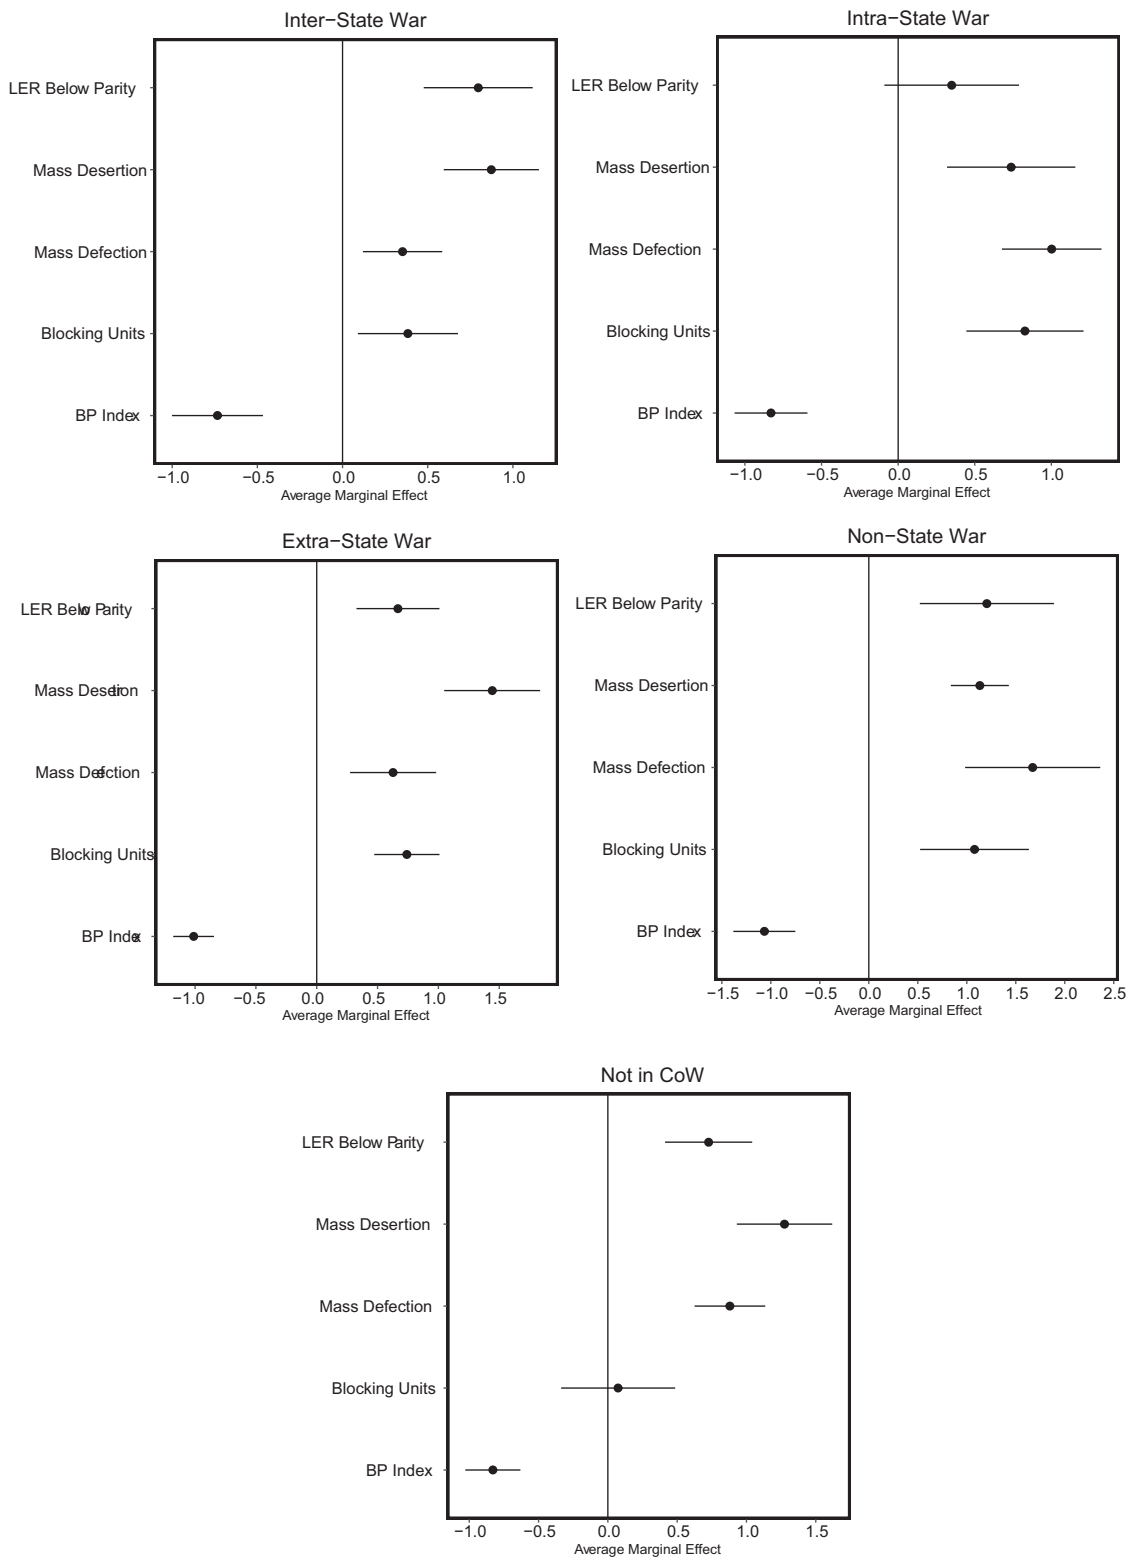 Inter−State War
LER Below Parity
Mass Desertion
Mass Defection
Blocking Units
BP Index
−1.0 −0.5 0.0 0.5 1.0
Average Marginal Effect
Intra−State War
LER Below Parity
Mass Desertion
Mass Defection
Blocking Units
BP Index
−1.0 −0.5 0.0 0.5 1.0
Average Marginal Effect
Extra−State War
LER Below Parity
Mass Desertion
Mass Defection
Blocking Units
BP Index
−1.0 −0.5 0.0 0.5 1.0 1.5
Average Marginal Effect
Non−State War
LER Below Parity
Mass Desertion
Mass Defection
Blocking Units
BP Index
−1.5 −1.0 −0.5 0.0 0.5 1.0 1.5 2.0 2.5
Average Marginal Effect
Not in CoW
LER Below Parity
Mass Desertion
Mass Defection
Blocking Units
BP Index
−1.0 −0.5 0.0 0.5 1.0 1.5
Average Marginal Effect